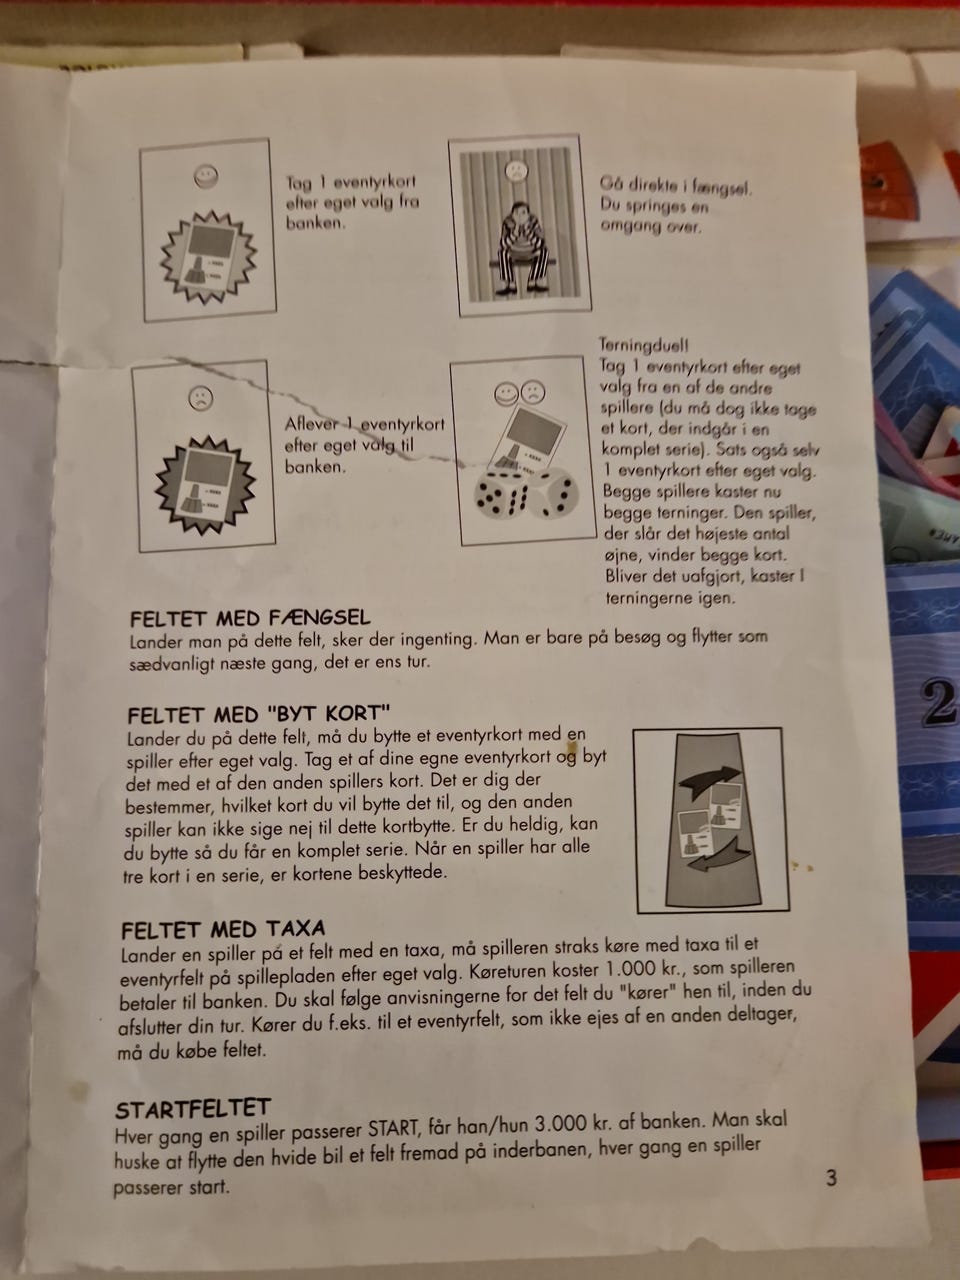 Tag 1 eventyrkort
efter eget valg fra
banken.
Gå direkte i fængsel.
Du springes en
omgang over.
Aflever 1 eventyrkort
efter eget valg til
banken.
Terningduel!
Tag 1 eventyrkort efter eget
valg fra en af de andre
spillere (du må dog ikke tage
et kort, der indgår i en
komplet serie). Sats også selv
1 eventyrkort efter eget valg.
Begge spillere kaster nu
begge terninger. Den spiller,
der slår det højeste antal
øjne, vinder begge kort.
Bliver det uafgjort, kaster I
terningerne igen.
FELTET MED FÆNGSEL
Lander man på dette felt, sker der ingenting. Man er bare på besøg og flytter som
sædvanligt næste gang, det er ens tur.
FELTET MED "BYT KORT"
Lander du på dette felt, må du bytte et eventyrkort med en
spiller efter eget valg. Tag et af dine egne eventyrkort og byt
det med et af den anden spillers kort. Det er dig der
bestemmer, hvilket kort du vil bytte det til, og den anden
spiller kan ikke sige nej til dette kortbytte. Er du heldig, kan
du bytte så du får en komplet serie. Når en spiller har alle
tre kort i en serie, er kortene beskyttede.
FELTET MED TAXA
Lander en spiller på et felt med en taxa, må spilleren straks køre med taxa til et
eventyrfelt på spillepladen efter eget valg. Køreturen koster 1.000 kr., som spilleren
betaler til banken. Du skal følge anvisningerne for det felt du "kører" hen til, inden du
afslutter din tur. Kører du f.eks. til et eventyrfelt, som ikke ejes af en anden deltager,
må du købe feltet.
STARTFELTET
Hver gang en spiller passerer START, får han/hun 3.000 kr. af banken. Man skal
huske at flytte den hvide bil et felt fremad på inderbanen, hver gang en spiller
passerer start.
3
2